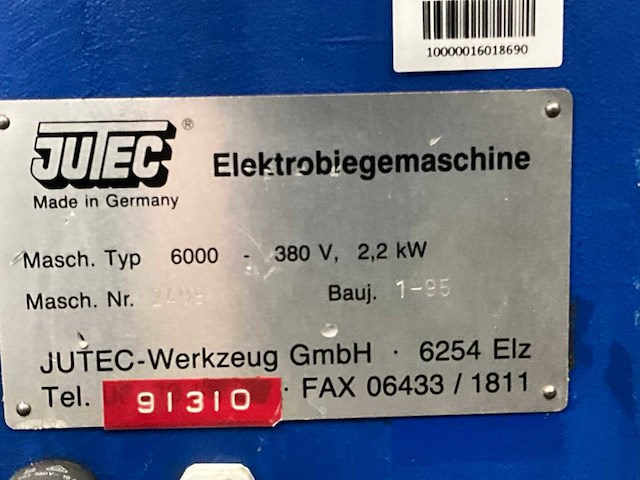 10000016018690
JUTEC ®
Elektrobiegemaschine
Made in Germany
Masch. Typ 6000 - 380 V, 2,2 kW
Masch. Nr.
Bauj. 1-95
JUTEC-Werkzeug GmbH · 6254 Elz
Tel. 91310 · FAX 06433 / 1811